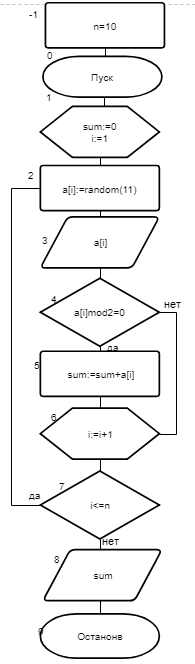 -1
n=10
0
Пуск
1
sum:=0
i:=1
2
a[i]:=random(11)
3
a[i]
4
a[i]mod2=0
нет
да
5
sum:=sum+a[i]
6
i:=i+1
7
i<=n
да
нет
8
sum
9
Останонв